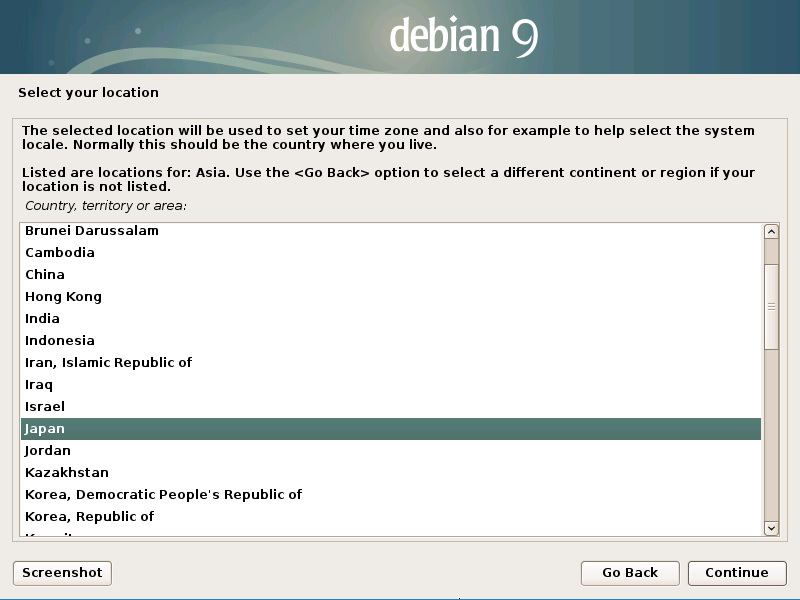 debian 9
Select your location
The selected location will be used to set your time zone and also for example to help select the system
locale. Normally this should be the country where you live.
Listed are locations for: Asia. Use the <Go Back> option to select a different continent or region if your
location is not listed.
Country, territory or area:
Brunei Darussalam
Cambodia
China
Hong Kong
India
Indonesia
Iran, Islamic Republic of
Iraq
Israel
Japan
Jordan
Kazakhstan
Korea, Democratic People's Republic of
Korea, Republic of
Screenshot
Go Back
Continue